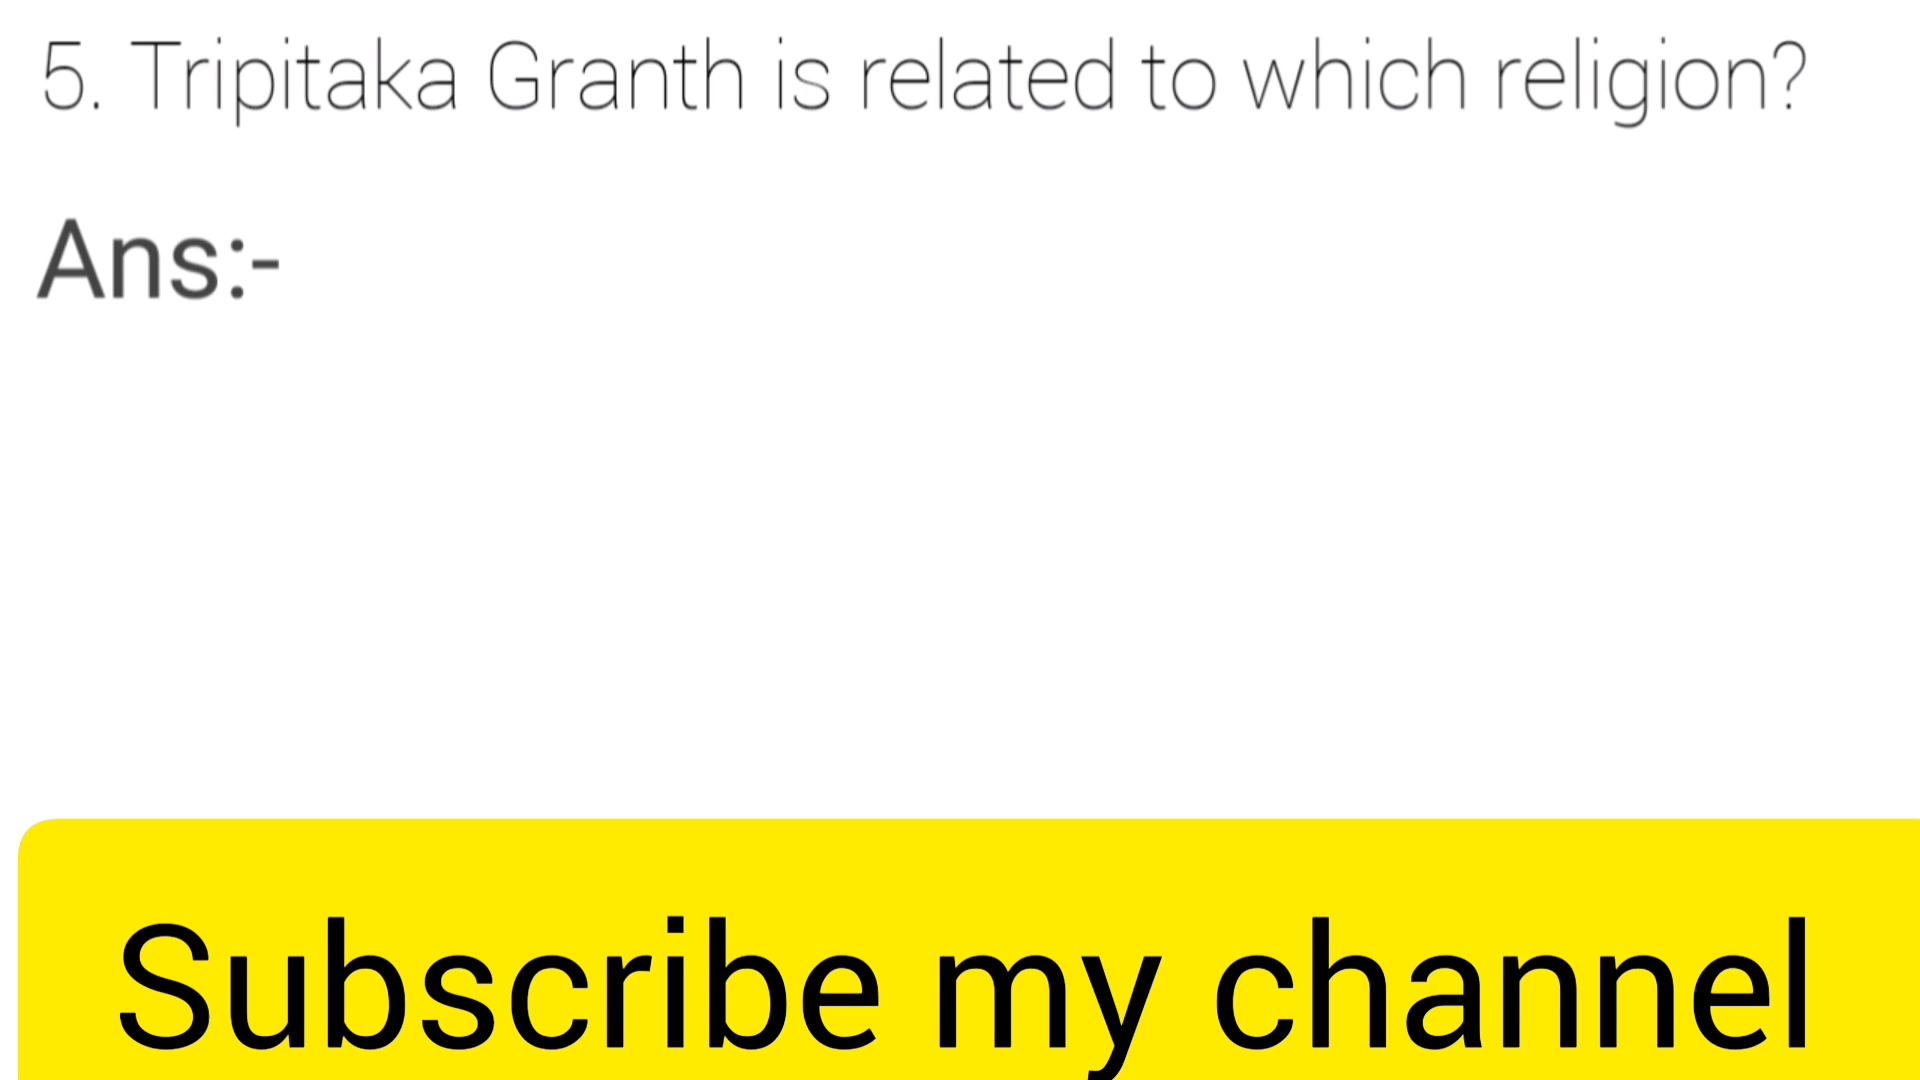 5. Tripitaka Granth is related to which religion?
Ans:-
Subscribe my channel